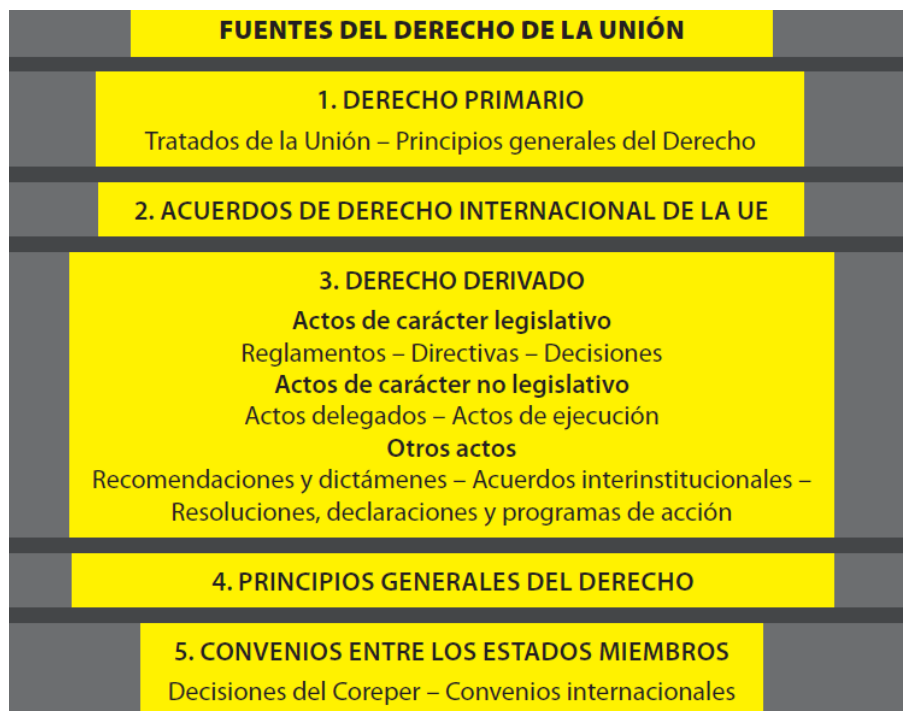 FUENTES DEL DERECHO DE LA UNIÓN
1. DERECHO PRIMARIO
Tratados de la Unión – Principios generales del Derecho
2. ACUERDOS DE DERECHO INTERNACIONAL DE LA UE
3. DERECHO DERIVADO
Actos de carácter legislativo
Reglamentos – Directivas – Decisiones
Actos de carácter no legislativo
Actos delegados – Actos de ejecución
Otros actos
Recomendaciones y dictámenes – Acuerdos interinstitucionales –
Resoluciones, declaraciones y programas de acción
4. PRINCIPIOS GENERALES DEL DERECHO
5. CONVENIOS ENTRE LOS ESTADOS MIEMBROS
Decisiones del Coreper – Convenios internacionales